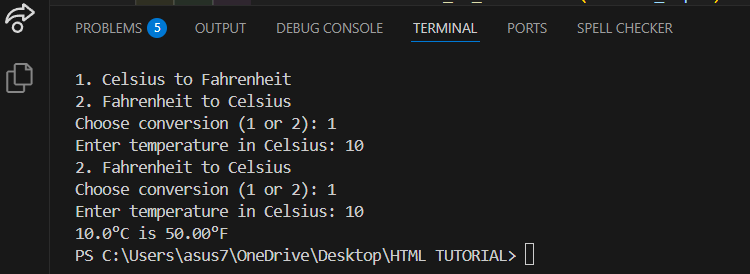 PROBLEMS 5 OUTPUT DEBUG CONSOLE TERMINAL PORTS SPELL CHECKER
1. Celsius to Fahrenheit
2. Fahrenheit to Celsius
Choose conversion (1 or 2): 1
Enter temperature in Celsius: 10
2. Fahrenheit to Celsius
Choose conversion (1 or 2): 1
Enter temperature in Celsius: 10
10.0°C is 50.00°F
PS C:\Users\asus7\OneDrive\Desktop\HTML TUTORIAL>